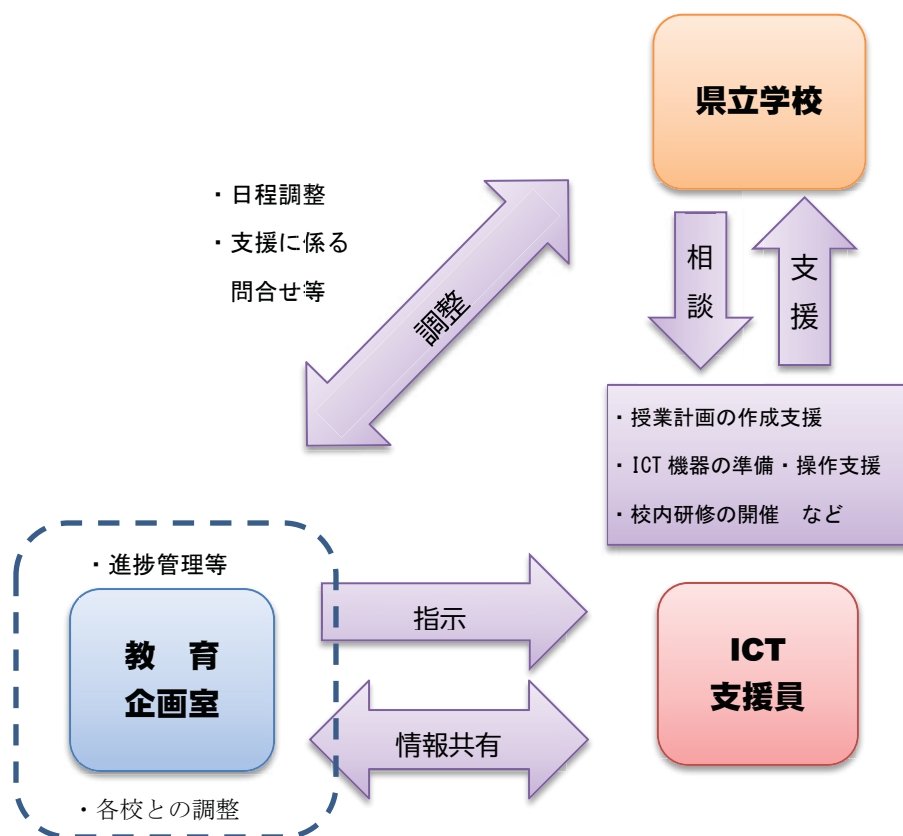 県立学校
・日程調整
・支援に係る
問合せ等
調整
相談
支援
・授業計画の作成支援
・ICT 機器の準備・操作支援
・校内研修の開催　など
・進捗管理等
教　育
企画室
・各校との調整
指示
情報共有
ICT
支援員